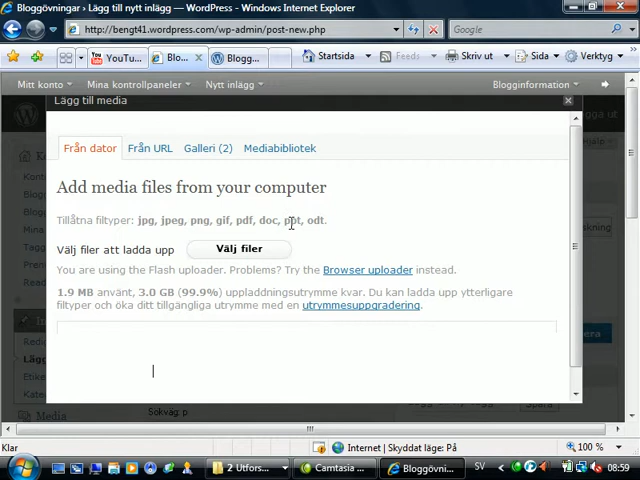 Bloggövningar › Lägg till nytt inlägg — WordPress - Windows Internet Explorer
http://bengt41.wordpress.com/wp-admin/post-new.php
Google
YouTu...
Blo...
Blogg...
Startsida
Feeds
Skriv ut
Sida
Verktyg
Mitt konto
Mina kontrollpaneler
Nytt inlägg
Blogginformation
Lägg till media
Från dator
Från URL
Galleri (2)
Mediabibliotek
Add media files from your computer
Tillåtna filtyper: jpg, jpeg, png, gif, pdf, doc, ppt, odt.
Välj filer att ladda upp
Välj filer
You are using the Flash uploader. Problems? Try the Browser uploader instead.
1.9 MB använt, 3.0 GB (99.9%) uppladdningsutrymme kvar. Du kan ladda upp ytterligare
filtyper och öka ditt tillgängliga utrymme med en utrymmesuppgradering.
Lägg
Etike
Kate
Media
Sökväg: p
Spara
Klar
Internet | Skyddat läge: På
100 %
2 Utfors...
Camtasia ...
Bloggövni...
SV
08:59